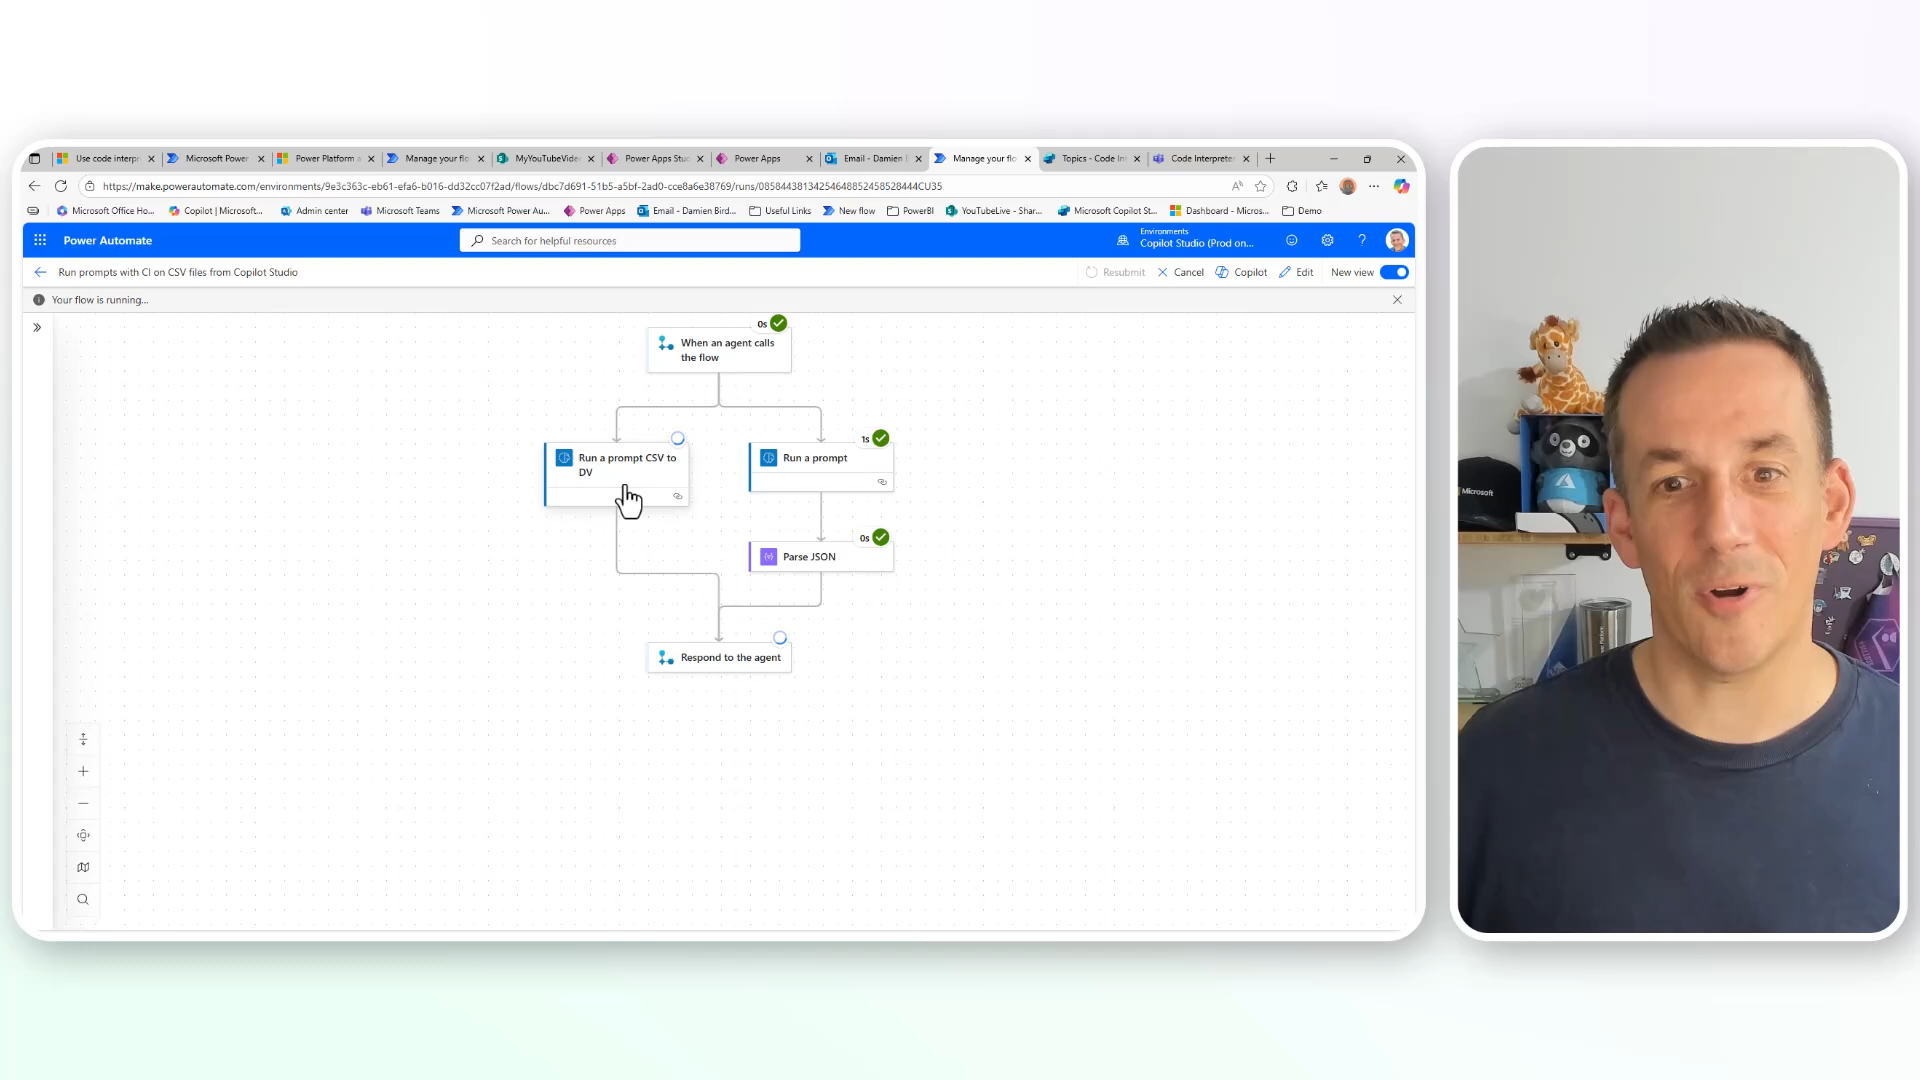 Use code interp
Microsoft Power
Power Platform a
Manage your flo
MyYouTubeVide
Power Apps Stu
Power Apps
Email - Damien
Manage your flo
Topics - Code Int
Code Interpreter
https://make.powerautomate.com/environments/9e3c363c-eb61-efa6-b016-dd32cc07f2ad/flows/dbc7d691-51b5-a5bf-2ad0-cce8a6e38769/runs/08584438134254648852458528444CU35
Microsoft Office Ho...
Copilot | Microsoft...
Admin center
Microsoft Teams
Microsoft Power Au...
Power Apps
Email - Damien Bird...
Useful Links
New flow
PowerBI
YouTubeLive - Shar...
Microsoft Copilot St...
Dashboard - Micros...
Demo
Power Automate
Search for helpful resources
Environments
Copilot Studio (Prod on...
Run prompts with CI on CSV files from Copilot Studio
Resubmit
Cancel
Copilot
Edit
New view
Your flow is running...
0s
When an agent calls
the flow
Run a prompt CSV to
DV
1s
Run a prompt
0s
Parse JSON
Respond to the agent
Microsoft